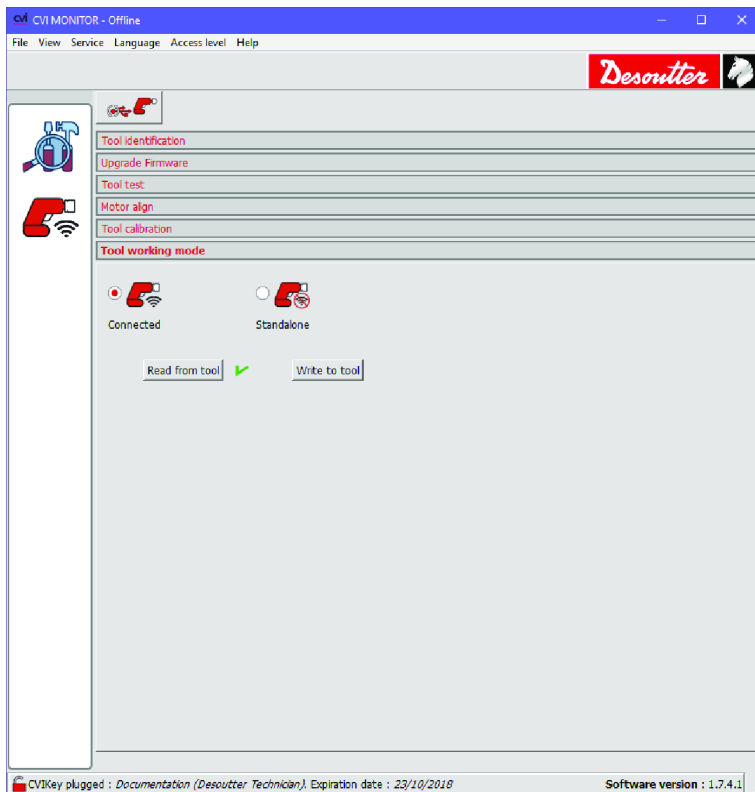 cvi CVI MONITOR - Offline
File View Service Language Access level Help
Desoutter
Tool identification
Upgrade Firmware
Tool test
Motor align
Tool calibration
Tool working mode
Connected Standalone
Read from tool Write to tool
CVIKey plugged : Documentation (Desoutter Technician). Expiration date : 23/10/2018 Software version : 1.7.4.1